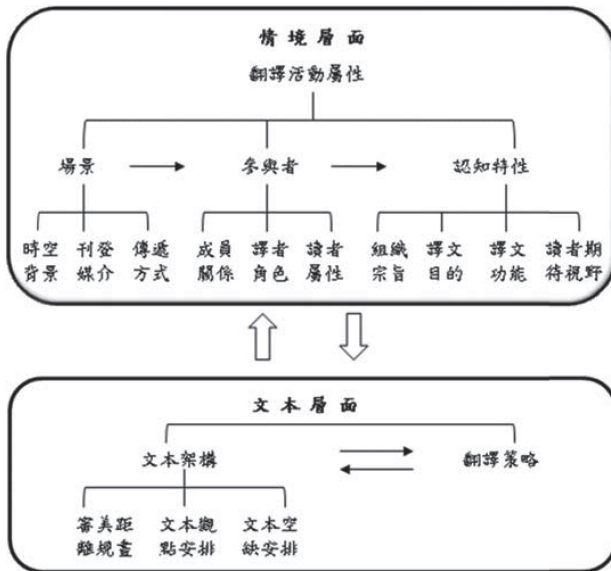 情境層面
翻譯活動屬性
場景 參與者 認知特性
時空 刊發 傳遞 成員 譯者 讀者 組織 譯文 譯文 讀者期
背景 媒介 方式 關係 角色 屬性 宗旨 目的 功能 待視野
文本層面
文本架構 翻譯策略
審美距 文本觀 文本空
離規畫 點安排 缺安排